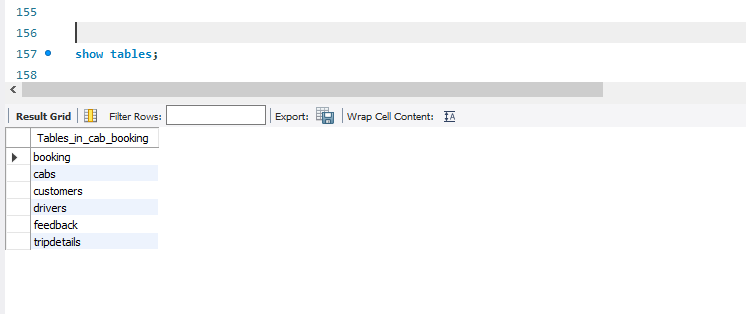 155
156
157 show tables;
158
Result Grid Filter Rows: Export: Wrap Cell Content: IA
Tables_in_cab_booking
booking
cabs
customers
drivers
feedback
tripdetails